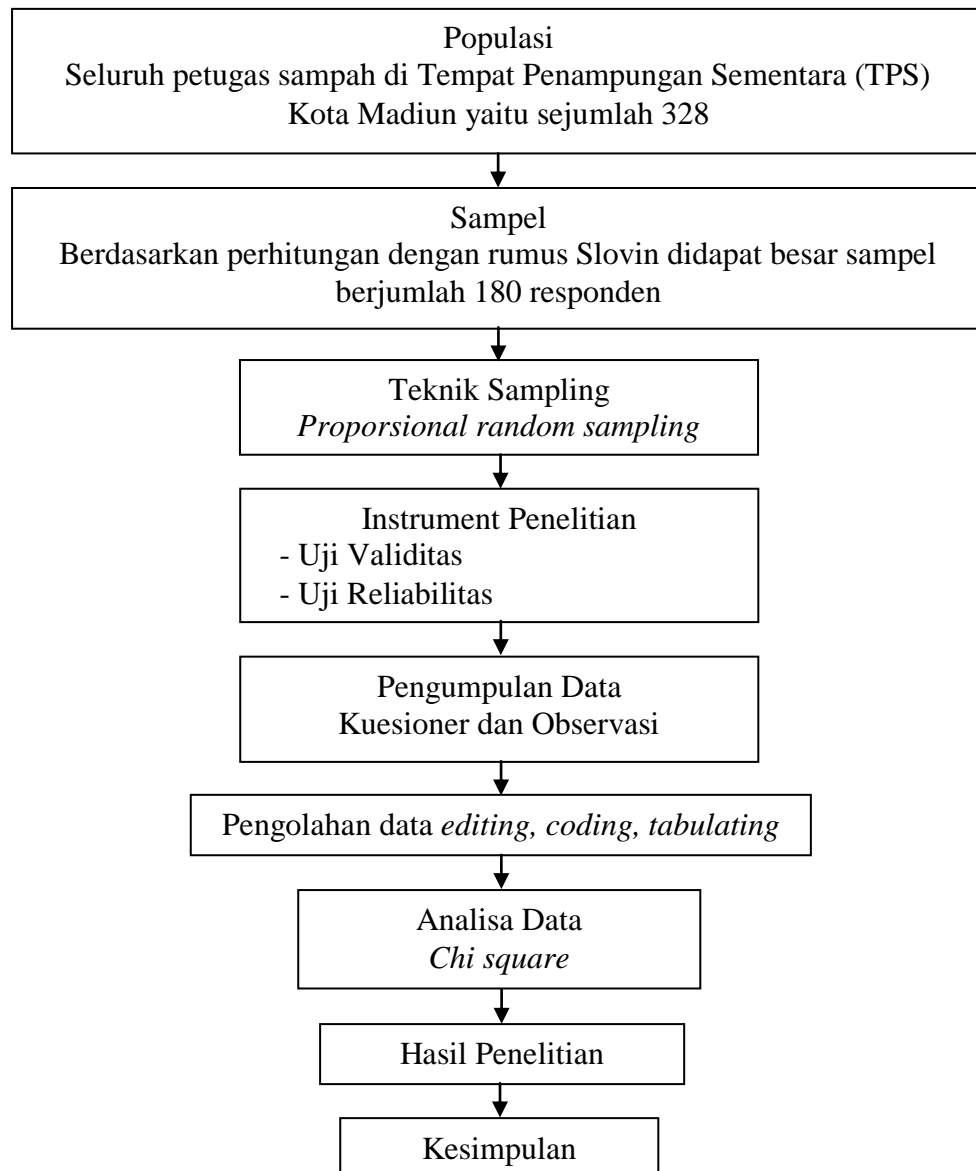 Populasi
Seluruh petugas sampah di Tempat Penampungan Sementara (TPS)
Kota Madiun yaitu sejumlah 328
Sampel
Berdasarkan perhitungan dengan rumus Slovin didapat besar sampel
berjumlah 180 responden
Teknik Sampling
Proporsional random sampling
Instrument Penelitian
- Uji Validitas
- Uji Reliabilitas
Pengumpulan Data
Kuesioner dan Observasi
Pengolahan data editing, coding, tabulating
Analisa Data
Chi square
Hasil Penelitian
Kesimpulan